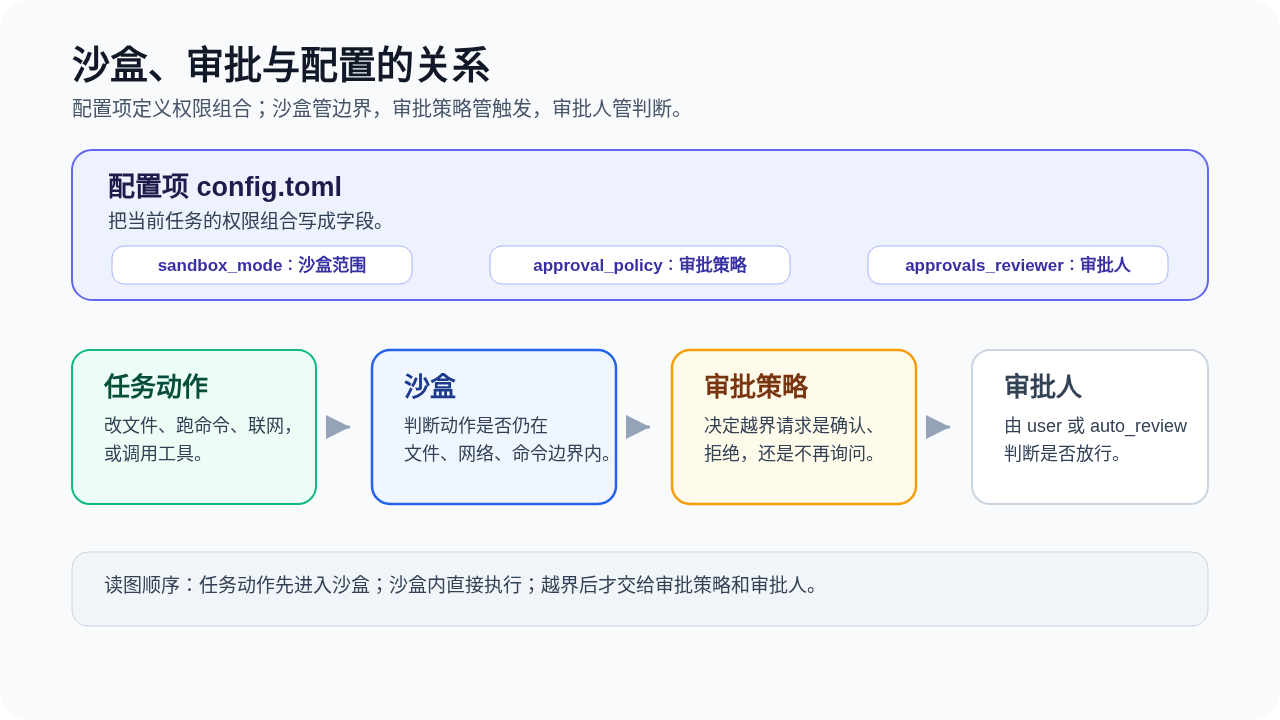 沙盒、审批与配置的关系
配置项定义权限组合；沙盒管边界，审批策略管触发，审批人管判断。
配置项 config.toml
把当前任务的权限组合写成字段。
sandbox_mode：沙盒范围
approval_policy：审批策略
approvals_reviewer：审批人
任务动作
改文件、跑命令、联网，
或调用工具。
沙盒
判断动作是否仍在
文件、网络、命令边界内。
审批策略
决定越界请求是确认、
拒绝，还是不再询问。
审批人
由 user 或 auto_review
判断是否放行。
读图顺序：任务动作先进入沙盒；沙盒内直接执行；越界后才交给审批策略和审批人。